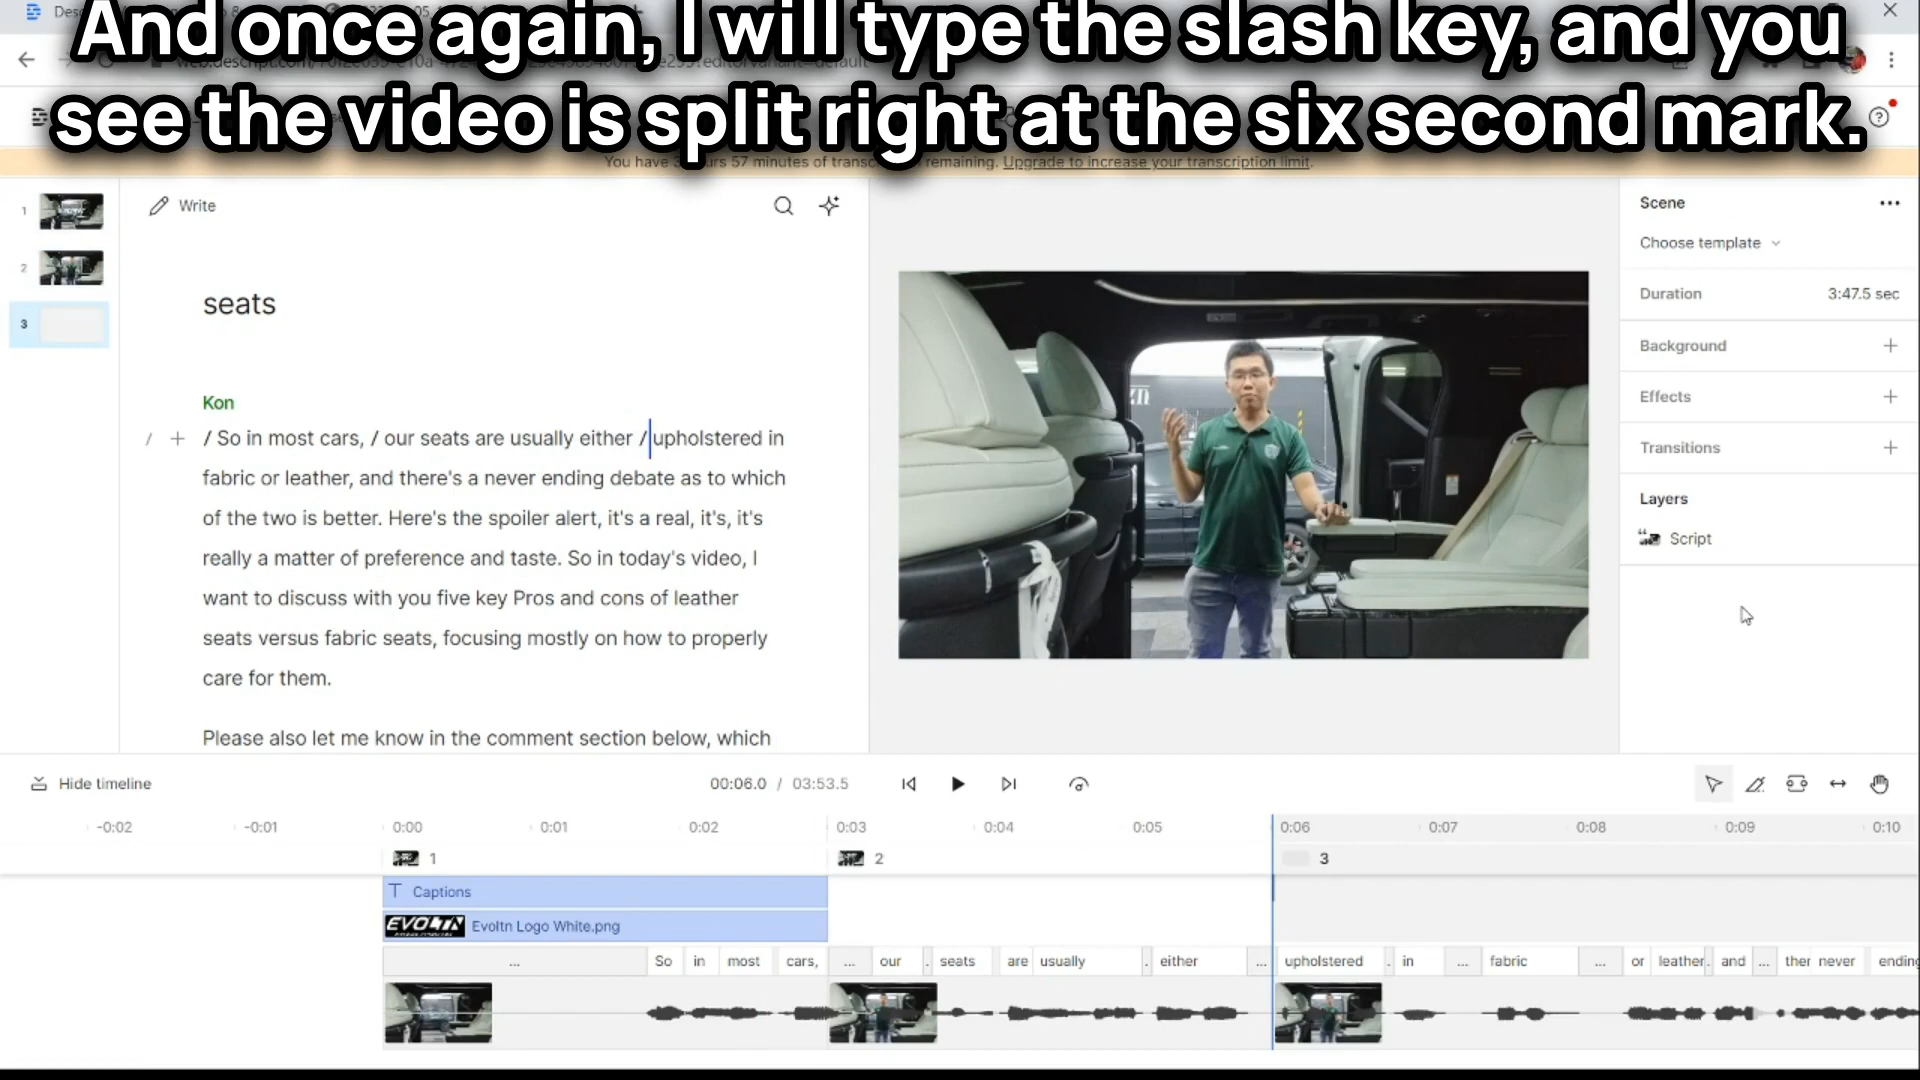 And once again, I will type the slash key, and you
see the video is split right at the six second mark.
remaining. Upgrade to increase your transcription limit.
1
2
3
Write
seats
Kon
/ + / So in most cars, / our seats are usually either / upholstered in
fabric or leather, and there's a never ending debate as to which
of the two is better. Here's the spoiler alert, it's a real, it's, it's
really a matter of preference and taste. So in today's video, I
want to discuss with you five key Pros and cons of leather
seats versus fabric seats, focusing mostly on how to properly
care for them.
Please also let me know in the comment section below, which
Scene
Choose template
Duration 3:47.5 sec
Background +
Effects +
Transitions +
Layers
Script
Hide timeline
00:06.0 / 03:53.5
-0:02 -0:01 0:00 0:01 0:02 0:03 0:04 0:05 0:06 0:07 0:08 0:09 0:10
1 2 3
T Captions
EVOLTN Evoltn Logo White.png
... So in most cars, ... our . seats are usually . either ... upholstered . in ... fabric ... or leather . and ... ther never ending